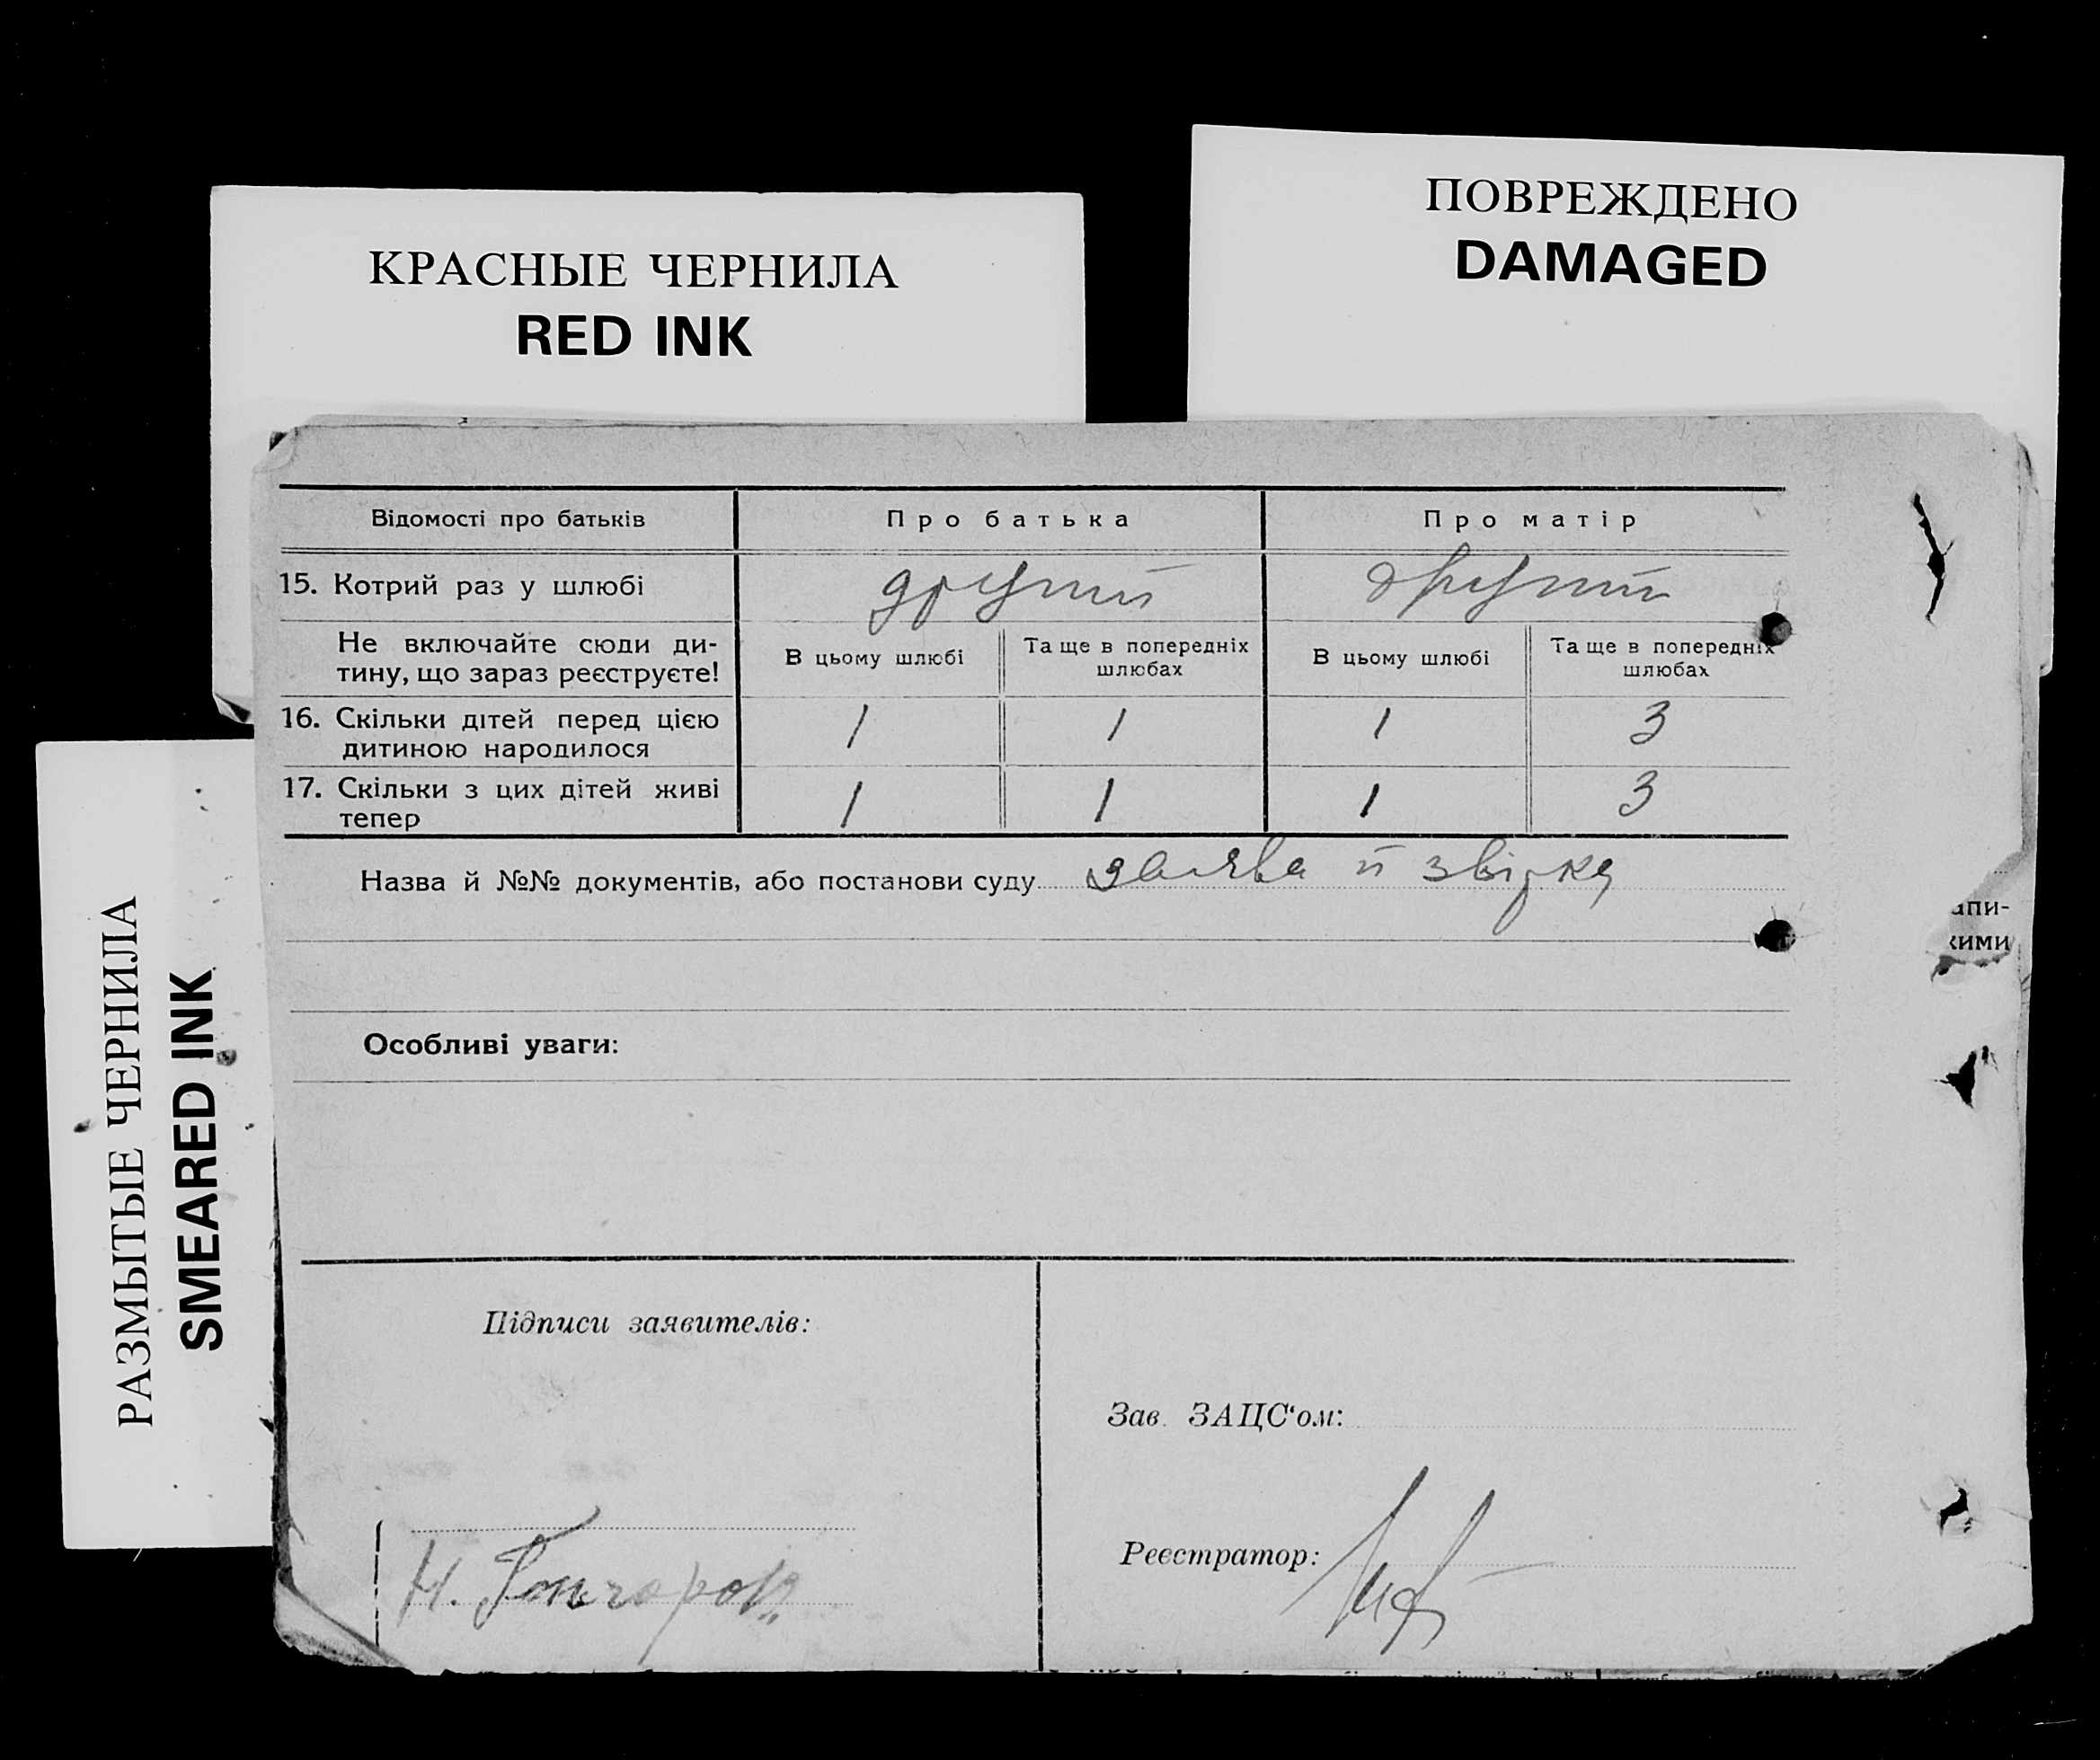 КРАСНЫЕ ЧЕРНИЛА
RED INK
ПОВРЕЖДЕНО
DAMAGED
РАЗМЫТЫЕ ЧЕРНИЛА
SMEARED INK
Відомості про батьків Про батька Про матір
15. Котрий раз у шлюбі другий другий
Не включайте сюди ди-
тину, що зараз реєструєте!
В цьому шлюбі
Та ще в попередніх
шлюбах
В цьому шлюбі
Та ще в попередніх
шлюбах
16. Скільки дітей перед цією
дитиною народилося
1 1 1 3
17. Скільки з цих дітей живі
тепер
1 1 1 3
Назва й №№ документів, або постанови суду заява й
апи-
кими
Особливі уваги:
Підписи заявителів:
Н.
Зав. ЗАЦС‘ом:
Реєстратор: